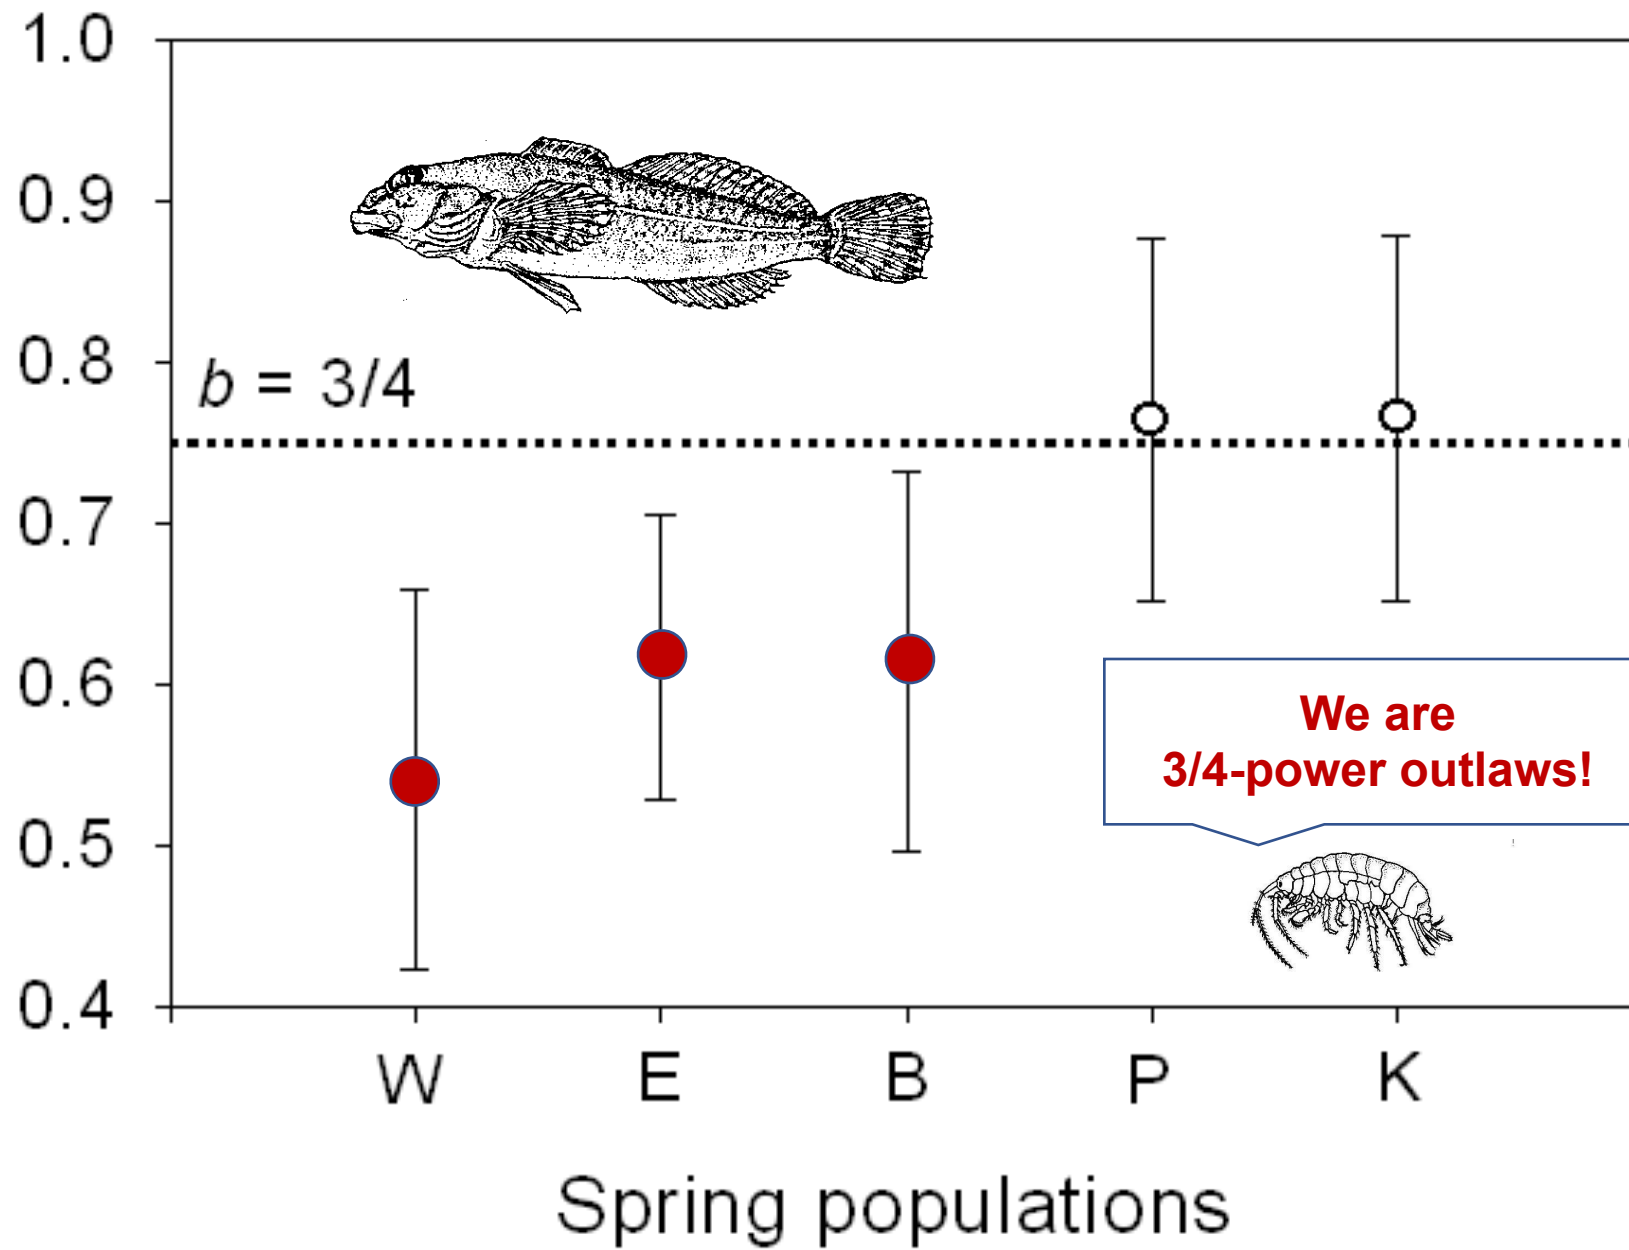 1.0
0.9
0.8
b = 3/4
0.7
0.6
We are
3/4-power outlaws!
0.5
0.4
W E B P K
Spring populations